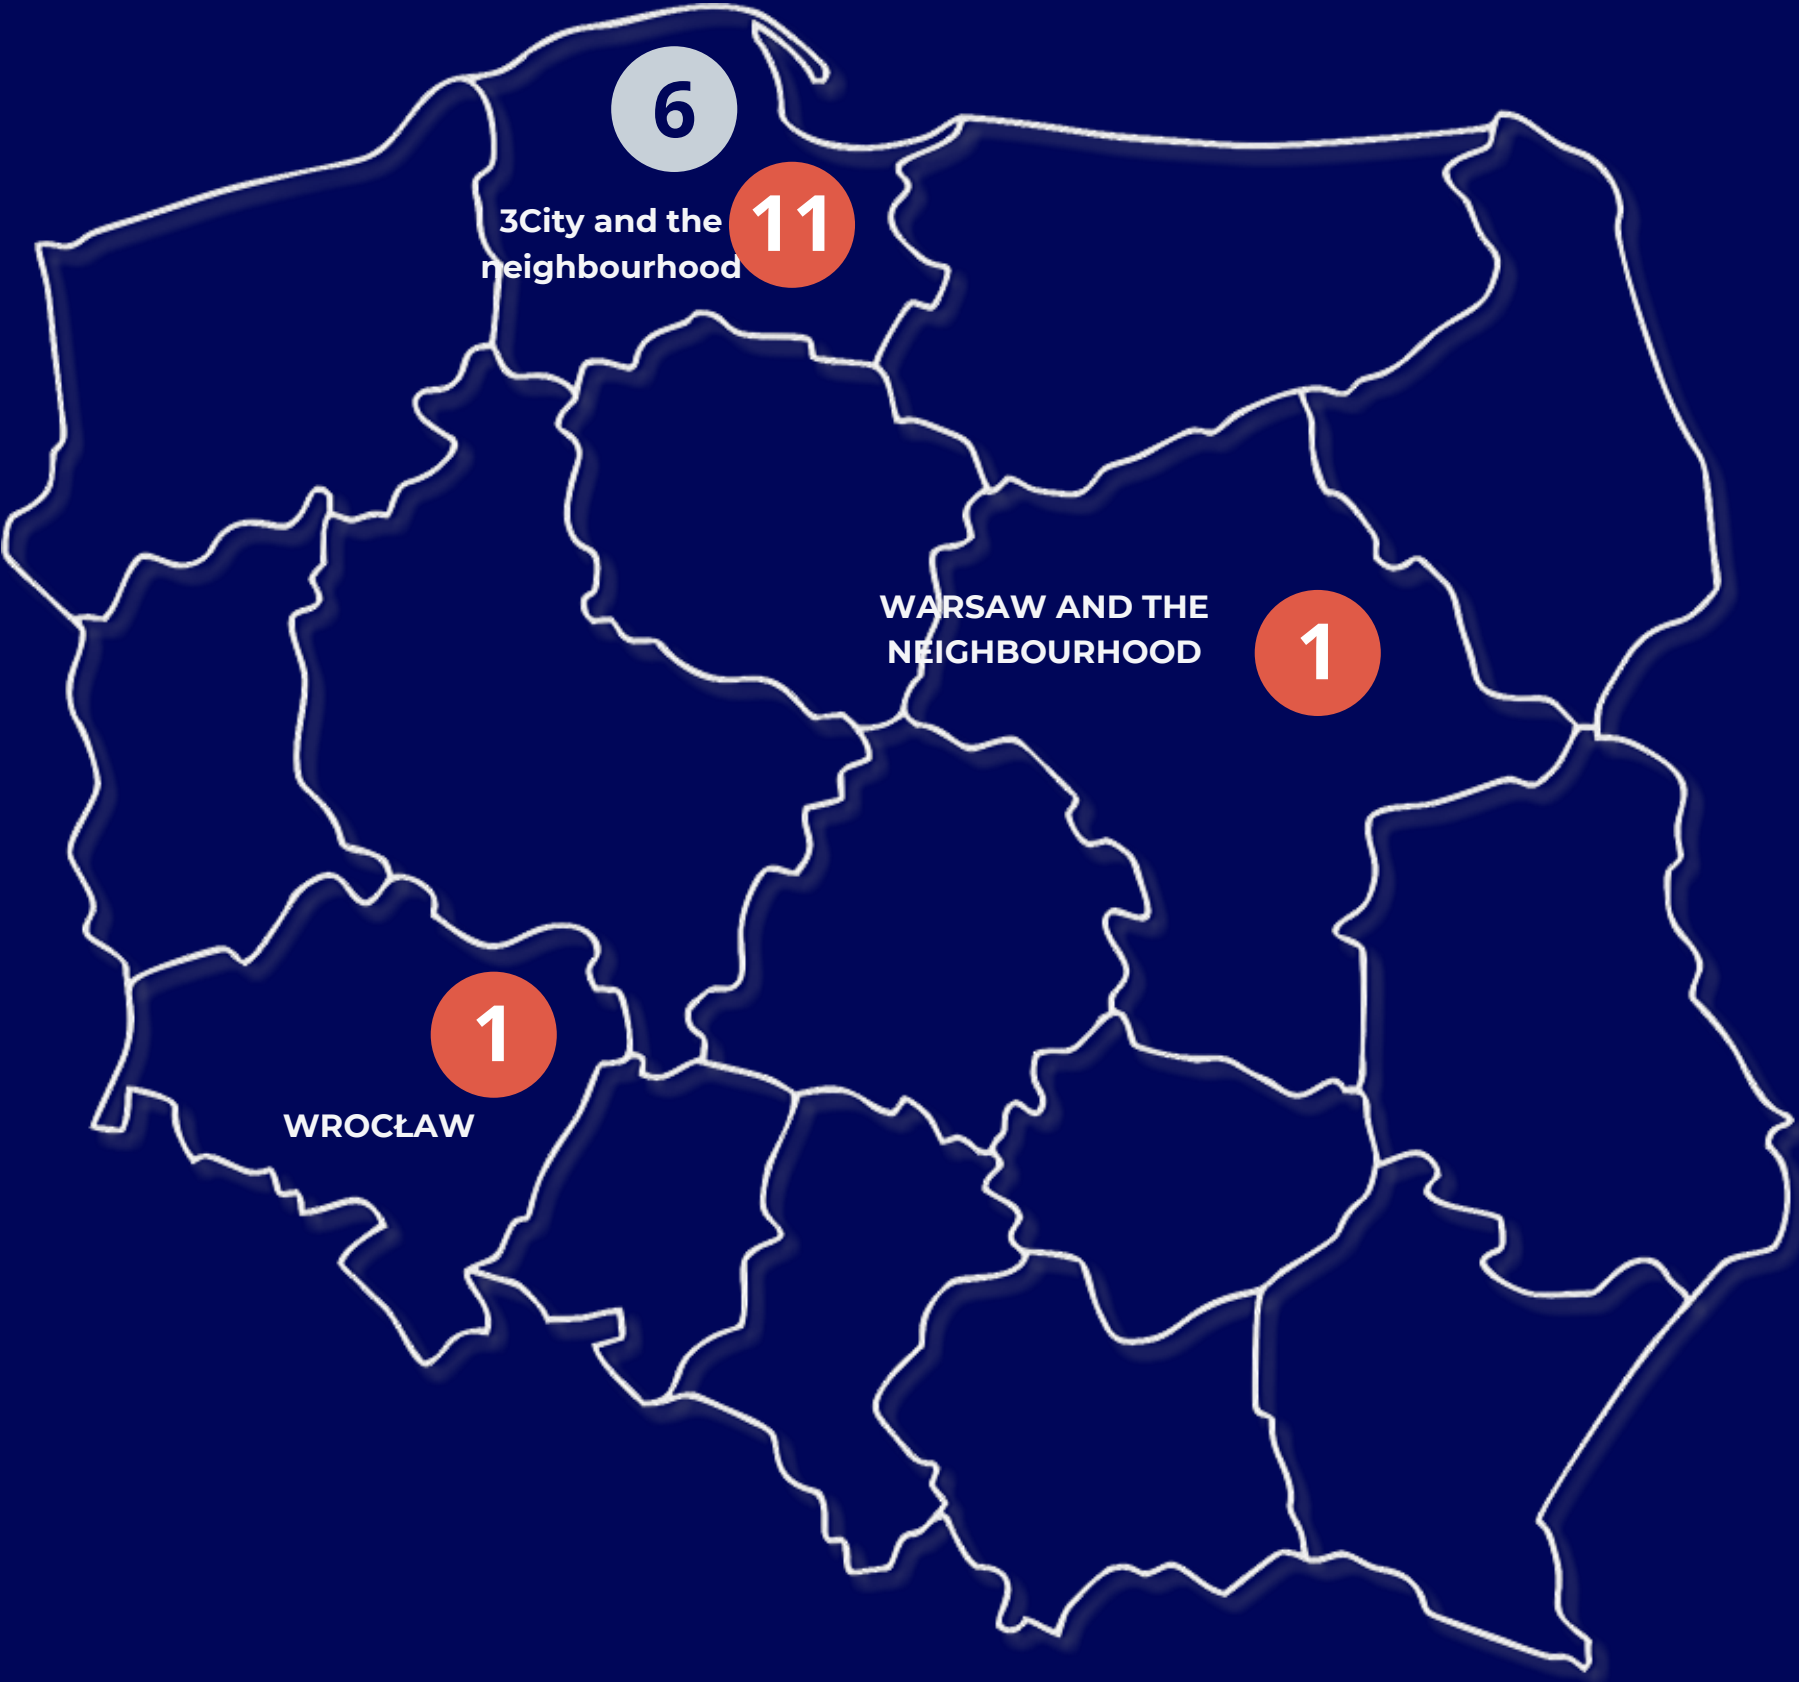 6
3City and the
neighbourhood
11
WARSAW AND THE
NEIGHBOURHOOD
1
1
WROCŁAW